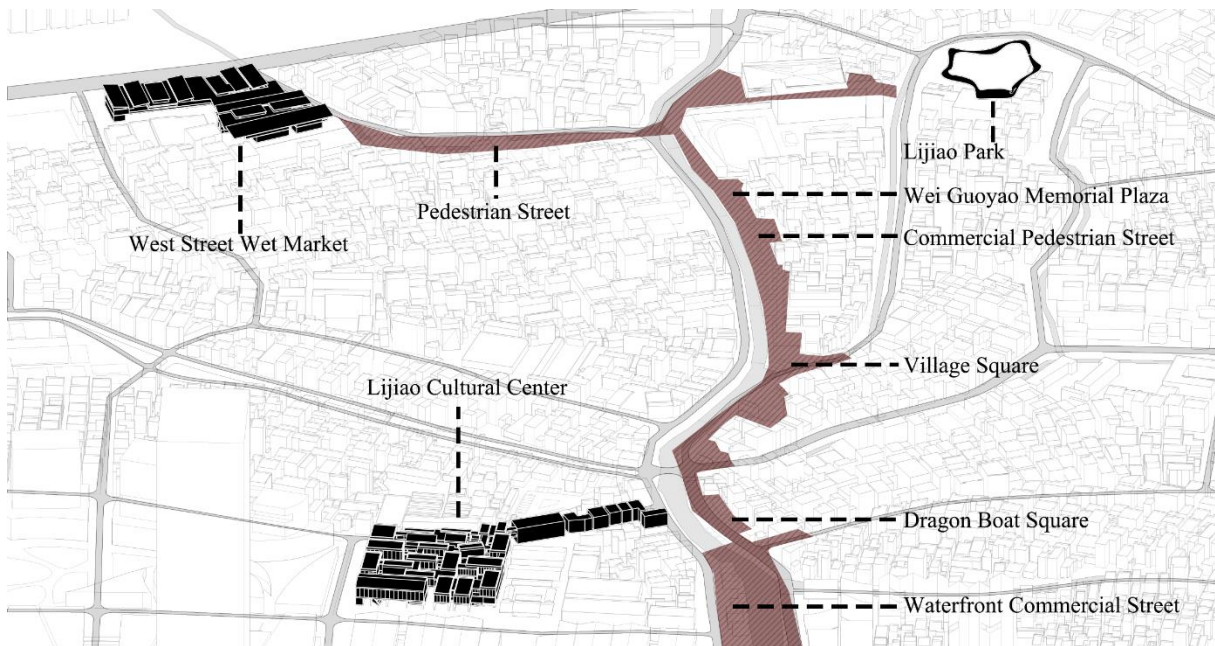 Lijiao Park
Wei Guoyao Memorial Plaza
Pedestrian Street
Commercial Pedestrian Street
West Street Wet Market
Village Square
Lijiao Cultural Center
Dragon Boat Square
Waterfront Commercial Street